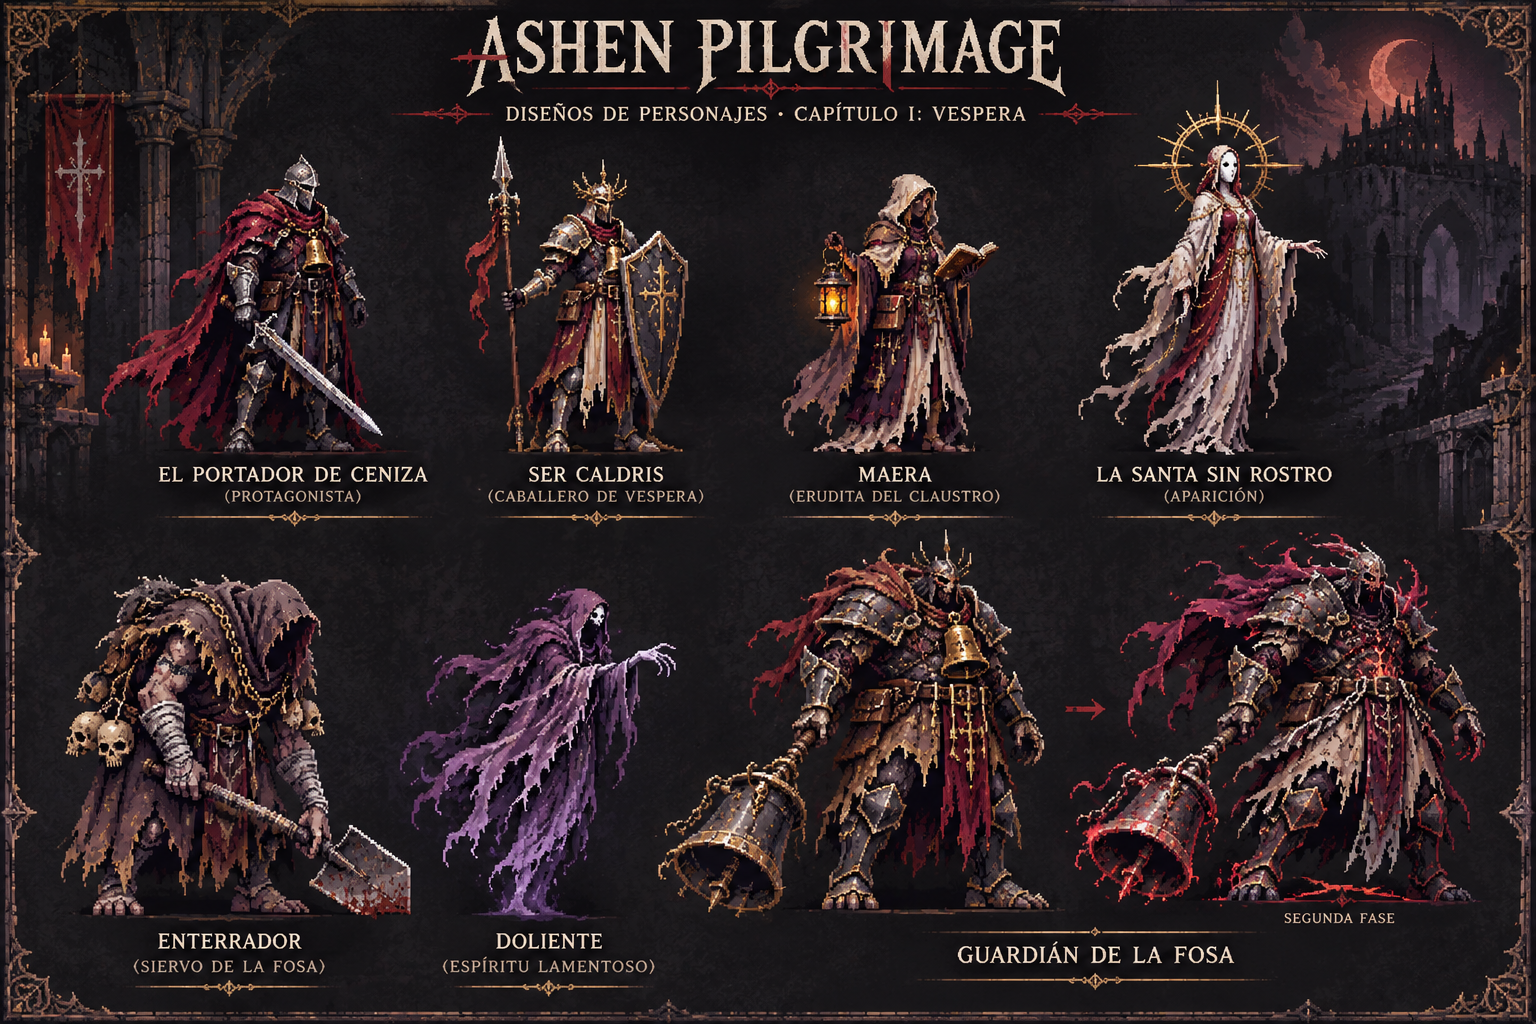 ASHEN PILGRIMAGE
DISEÑOS DE PERSONAJES • CAPÍTULO I: VESPERA
EL PORTADOR DE CENIZA
(PROTAGONISTA)
SER CALDRIS
(CABALLERO DE VESPERA)
MAERA
(ERUDITA DEL CLAUSTRO)
LA SANTA SIN ROSTRO
(APARICIÓN)
ENTERRADOR
(SIERVO DE LA FOSA)
DOLIENTE
(ESPÍRITU LAMENTOSO)
SEGUNDA FASE
GUARDIÁN DE LA FOSA